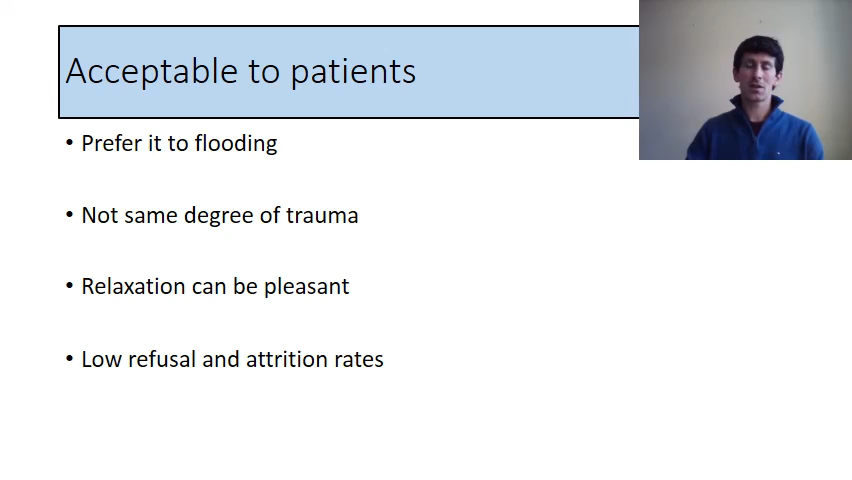 Acceptable to patients
• Prefer it to flooding
• Not same degree of trauma
• Relaxation can be pleasant
• Low refusal and attrition rates